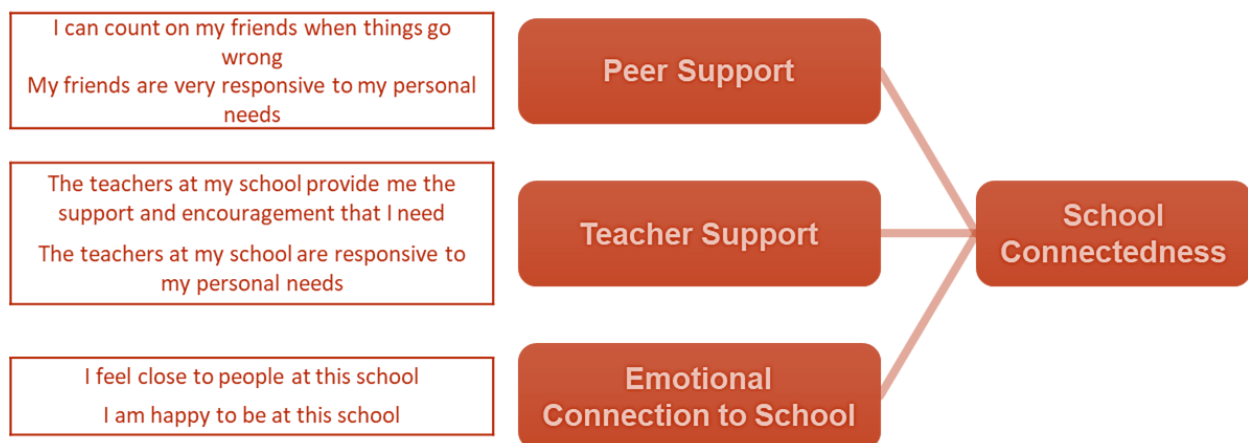 I can count on my friends when things go
wrong
My friends are very responsive to my personal
needs
Peer Support
The teachers at my school provide me the
support and encouragement that I need
The teachers at my school are responsive to
my personal needs
Teacher Support
School
Connectedness
I feel close to people at this school
I am happy to be at this school
Emotional
Connection to School